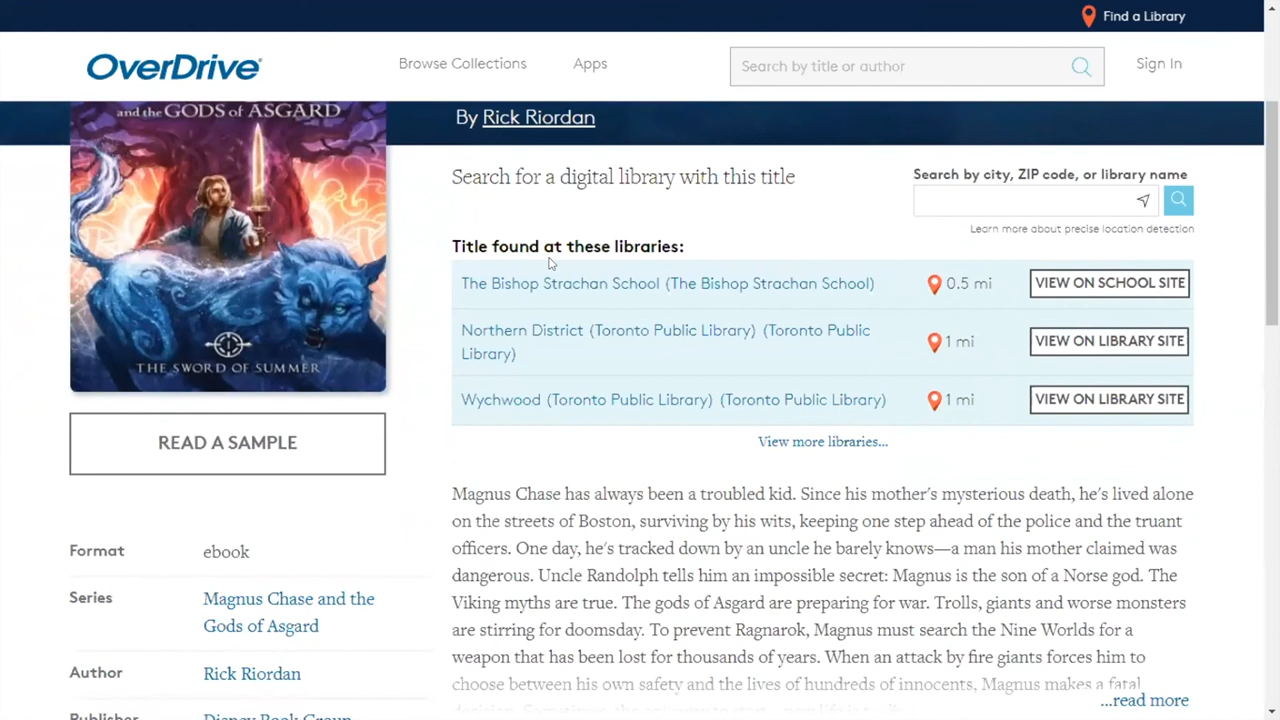 Find a Library
OverDrive
Browse Collections
Apps
Search by title or author
Sign In
and the GODS of ASGARD
THE SWORD OF SUMMER
By Rick Riordan
Search for a digital library with this title
Search by city, ZIP code, or library name
Learn more about precise location detection
Title found at these libraries:
The Bishop Strachan School (The Bishop Strachan School)
0.5 mi
VIEW ON SCHOOL SITE
Northern District (Toronto Public Library) (Toronto Public
Library)
1 mi
VIEW ON LIBRARY SITE
Wychwood (Toronto Public Library) (Toronto Public Library)
1 mi
VIEW ON LIBRARY SITE
View more libraries...
READ A SAMPLE
Format
ebook
Series
Magnus Chase and the
Gods of Asgard
Author
Rick Riordan
Publisher
Disney Book Group
Magnus Chase has always been a troubled kid. Since his mother's mysterious death, he's lived alone
on the streets of Boston, surviving by his wits, keeping one step ahead of the police and the truant
officers. One day, he's tracked down by an uncle he barely knows—a man his mother claimed was
dangerous. Uncle Randolph tells him an impossible secret: Magnus is the son of a Norse god. The
Viking myths are true. The gods of Asgard are preparing for war. Trolls, giants and worse monsters
are stirring for doomsday. To prevent Ragnarok, Magnus must search the Nine Worlds for a
weapon that has been lost for thousands of years. When an attack by fire giants forces him to
choose between his own safety and the lives of hundreds of innocents, Magnus makes a fatal
...read more